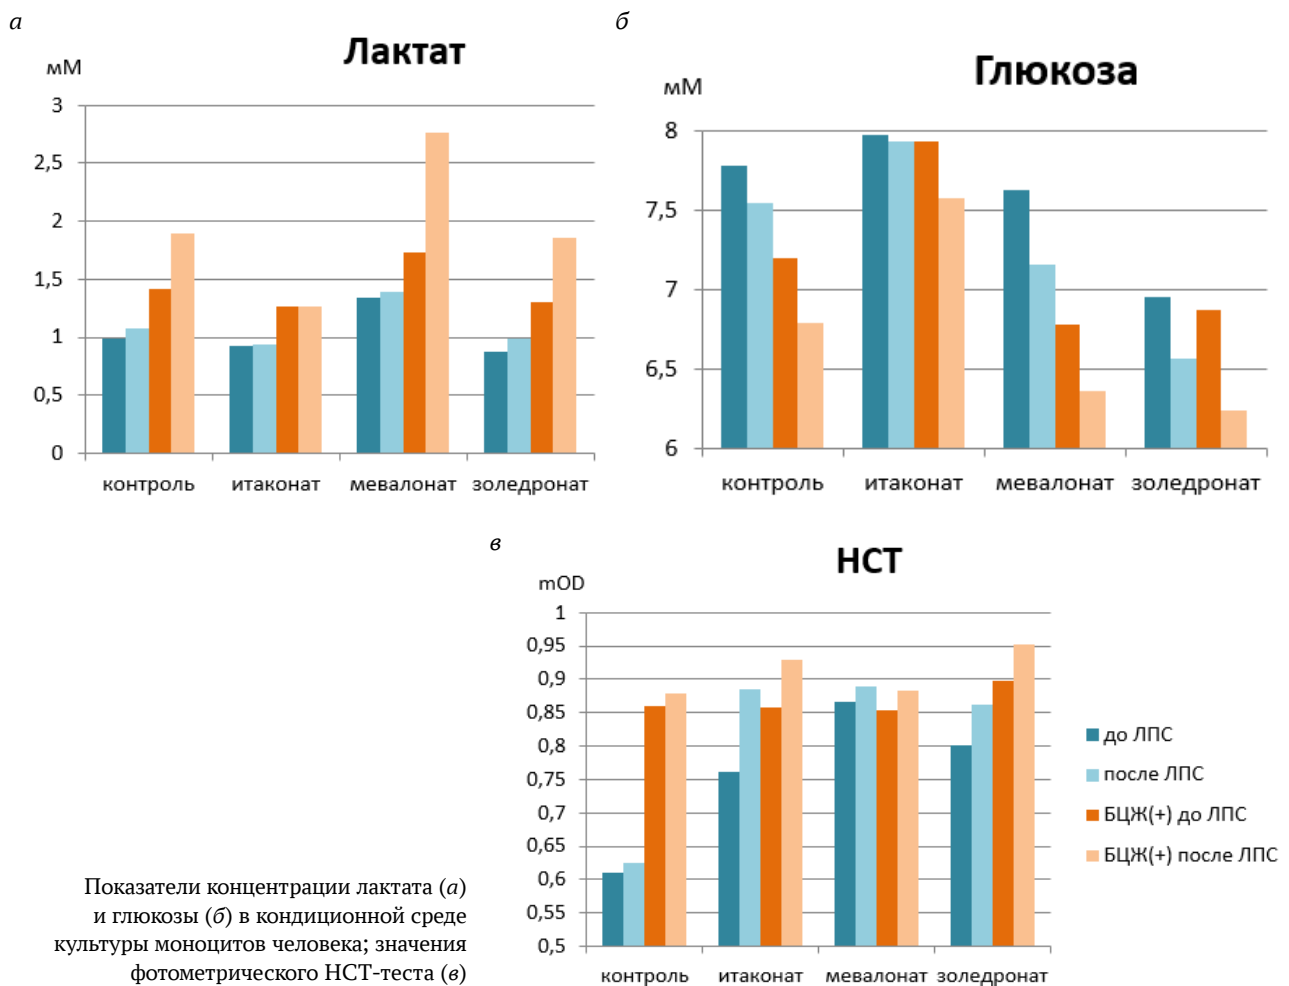 а
Лактат
мМ
3
2,5
2
1,5
1
0,5
0
контроль итаконат мевалонат золедронат
б
Глюкоза
мМ
8
7,5
7
6,5
6
контроль итаконат мевалонат золедронат
в
НСТ
mOD
1
0,95
0,9
0,85
0,8
0,75
0,7
0,65
0,6
0,55
0,5
контроль итаконат мевалонат золедронат
до ЛПС
после ЛПС
БЦЖ(+) до ЛПС
БЦЖ(+) после ЛПС
Показатели концентрации лактата (а)
и глюкозы (б) в кондиционной среде
культуры моноцитов человека; значения
фотометрического НСТ-теста (в)